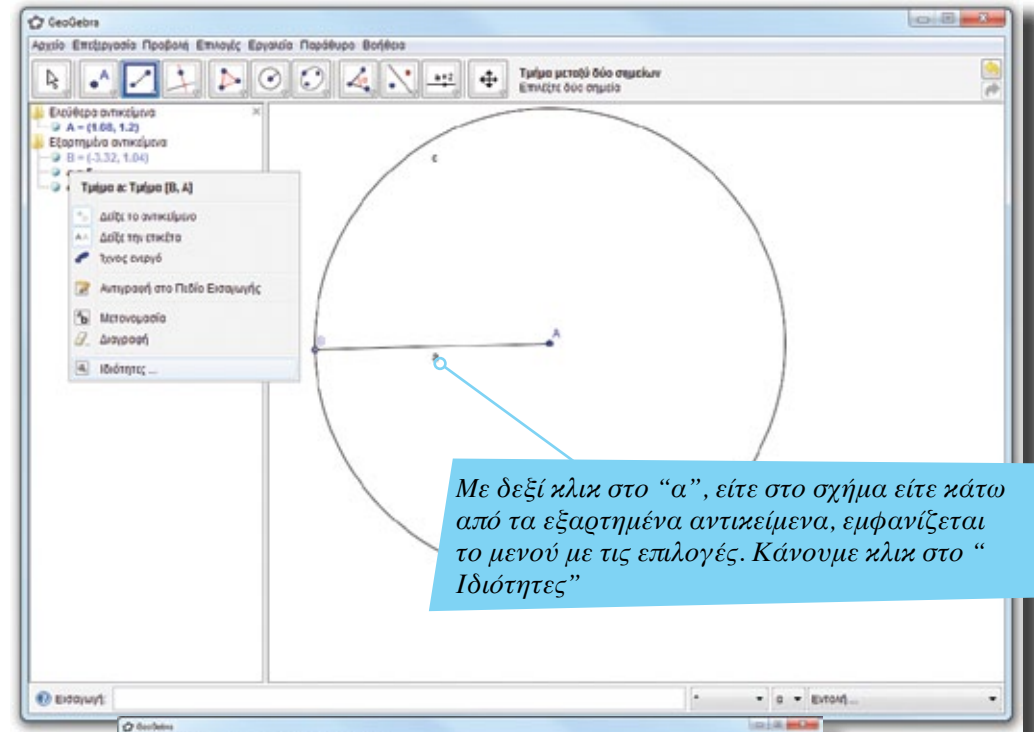 GeoGebra
Αρχείο Επεξεργασία Προβολή Επιλογές Εργαλεία Παράθυρο Βοήθεια
Τμήμα μεταξύ δύο σημείων
Επιλέξτε δύο σημεία
Ελεύθερα αντικείμενα
A = (1.68, 1.2)
Εξαρτημένα αντικείμενα
B = (-3.32, 1.04)
Τμήμα a: Τμήμα [B, A]
Δείξε το αντικείμενο
Δείξε την ετικέτα
Ίχνος ενεργό
Αντιγραφή στο Πεδίο Εισαγωγής
Μετονομασία
Διαγραφή
Ιδιότητες ...
c
B
A
a
Με δεξί κλικ στο “α”, είτε στο σχήμα είτε κάτω
από τα εξαρτημένα αντικείμενα, εμφανίζεται
το μενού με τις επιλογές. Κάνουμε κλικ στο “
Ιδιότητες”
Εισαγωγή:
α
Εντολή ...
GeoGebra